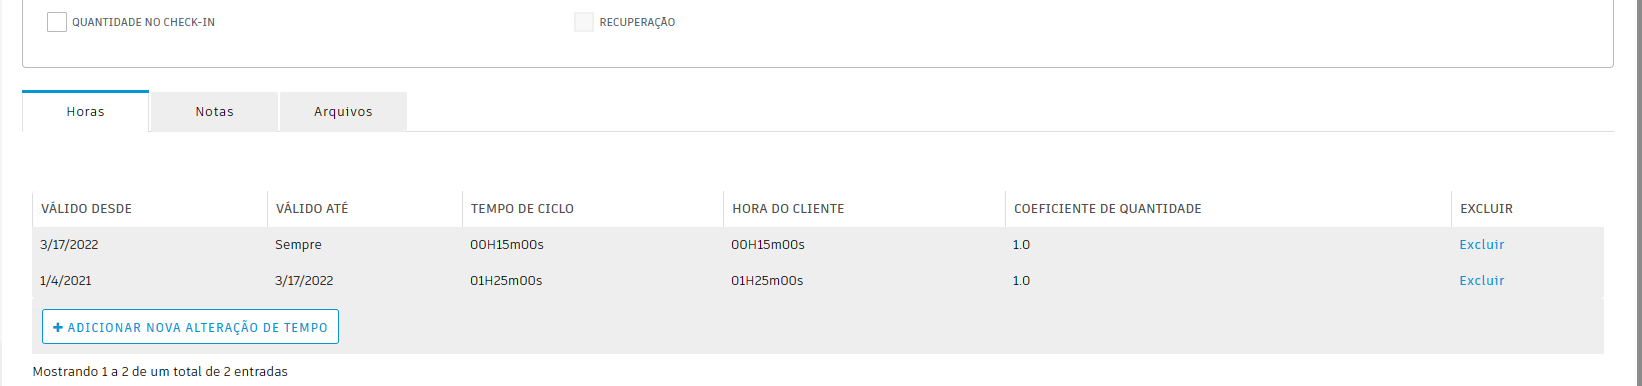 QUANTIDADE NO CHECK-IN RECUPERAÇÃO
Horas Notas Arquivos
VÁLIDO DESDE VÁLIDO ATÉ TEMPO DE CICLO HORA DO CLIENTE COEFICIENTE DE QUANTIDADE EXCLUIR
3/17/2022 Sempre 00H15m00s 00H15m00s 1.0 Excluir
1/4/2021 3/17/2022 01H25m00s 01H25m00s 1.0 Excluir
+ ADICIONAR NOVA ALTERAÇÃO DE TEMPO
Mostrando 1 a 2 de um total de 2 entradas